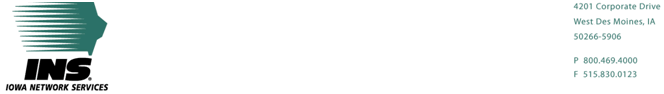 INS®
IOWA NETWORK SERVICES
4201 Corporate Drive
West Des Moines, IA
50266-5906
P 800.469.4000
F 515.830.0123